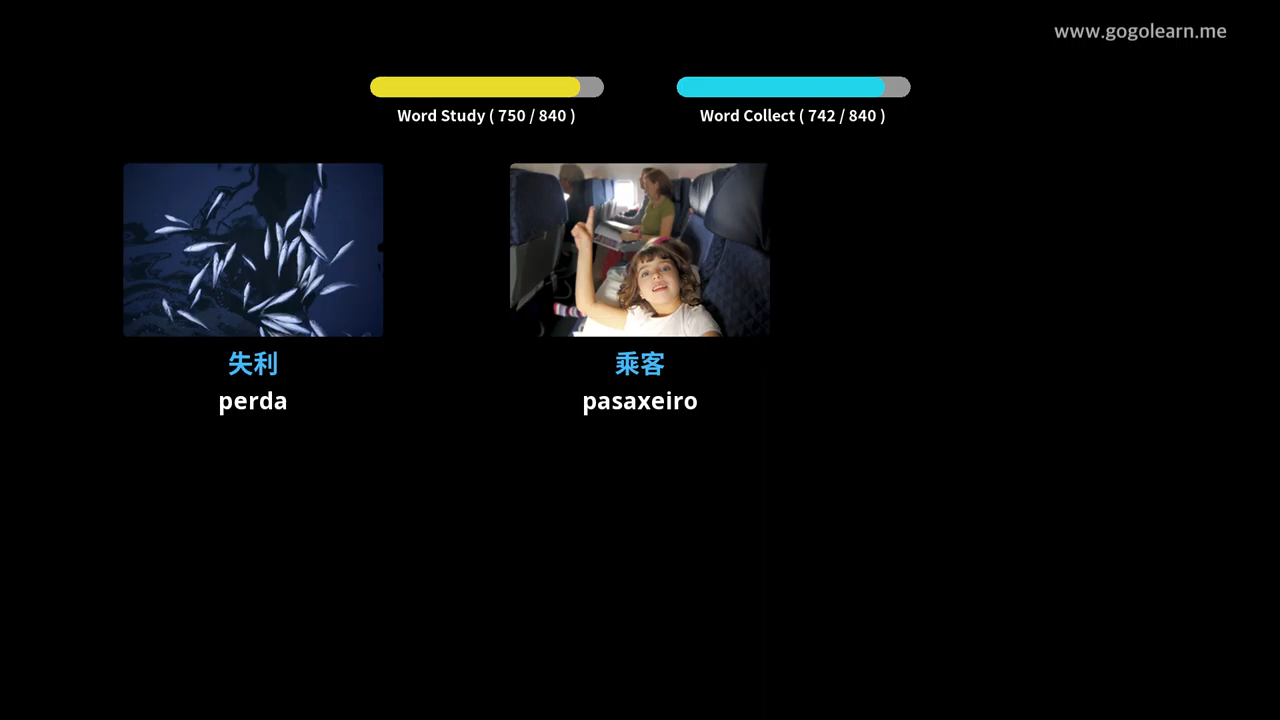 www.gogolearn.me
Word Study ( 750 / 840 )
Word Collect ( 742 / 840 )
失利
perda
乘客
pasaxeiro